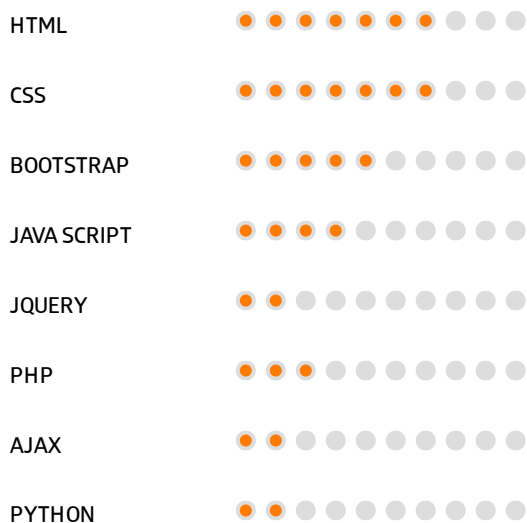 HTML
CSS
BOOTSTRAP
JAVA SCRIPT
JQUERY
PHP
AJAX
PYTHON